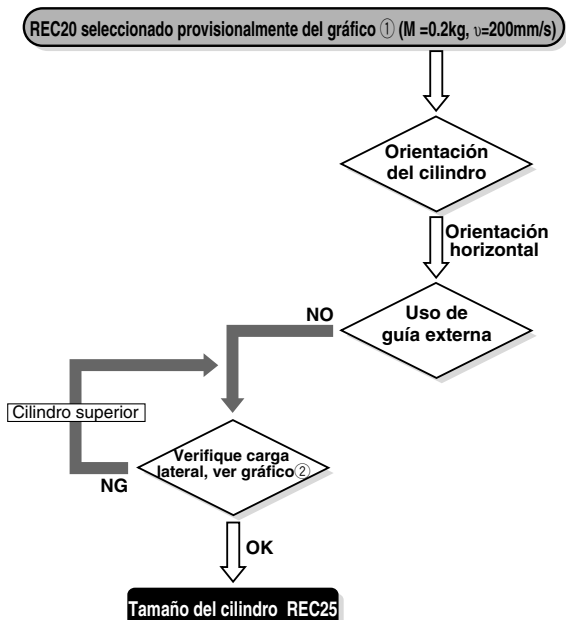 REC20 seleccionado provisionalmente del gráfico ① (M =0.2kg, υ=200mm/s)
Orientación
del cilindro
Orientación
horizontal
Uso de
guía externa
NO
Cilindro superior
Verifique carga
lateral, ver gráfico②
NG
OK
Tamaño del cilindro REC25